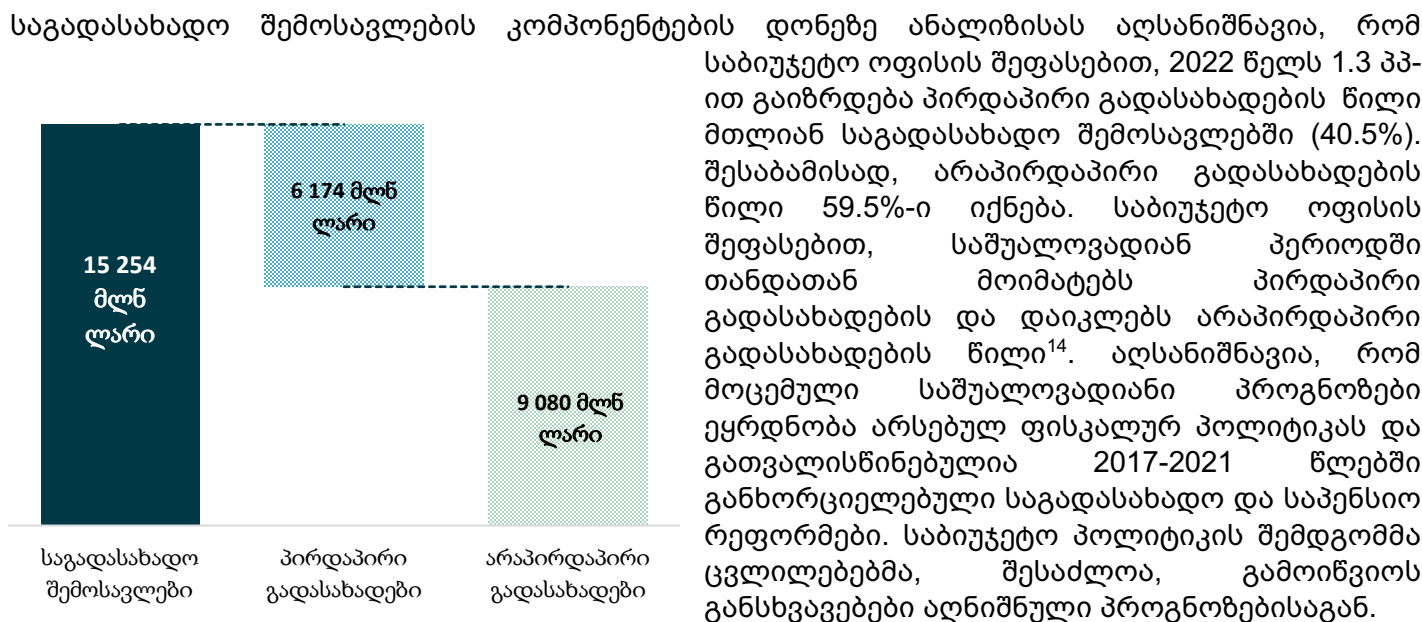 საგადასახადო შემოსავლების კომპონენტების დონეზე ანალიზისას აღსანიშნავია, რომ
საბიუჯეტო ოფისის შეფასებით, 2022 წელს 1.3 პპ-
ით გაიზრდება პირდაპირი გადასახადების წილი
მთლიან საგადასახადო შემოსავლებში (40.5%).
შესაბამისად, არაპირდაპირი გადასახადების
წილი 59.5%-ი იქნება. საბიუჯეტო ოფისის
შეფასებით, საშუალოვადიან პერიოდში
თანდათან მოიმატებს პირდაპირი
გადასახადების და დაიკლებს არაპირდაპირი
გადასახადების წილი14. აღსანიშნავია, რომ
მოცემული საშუალოვადიანი პროგნოზები
ეყრდნობა არსებულ ფისკალურ პოლიტიკას და
გათვალისწინებულია 2017-2021 წლებში
განხორციელებული საგადასახადო და საპენსიო
რეფორმები. საბიუჯეტო პოლიტიკის შემდგომმა
ცვლილებებმა, შესაძლოა, გამოიწვიოს
განსხვავებები აღნიშნული პროგნოზებისაგან.
15 254
მლნ
ლარი
6 174 მლნ
ლარი
9 080 მლნ
ლარი
საგადასახადო
შემოსავლები
პირდაპირი
გადასახადები
არაპირდაპირი
გადასახადები